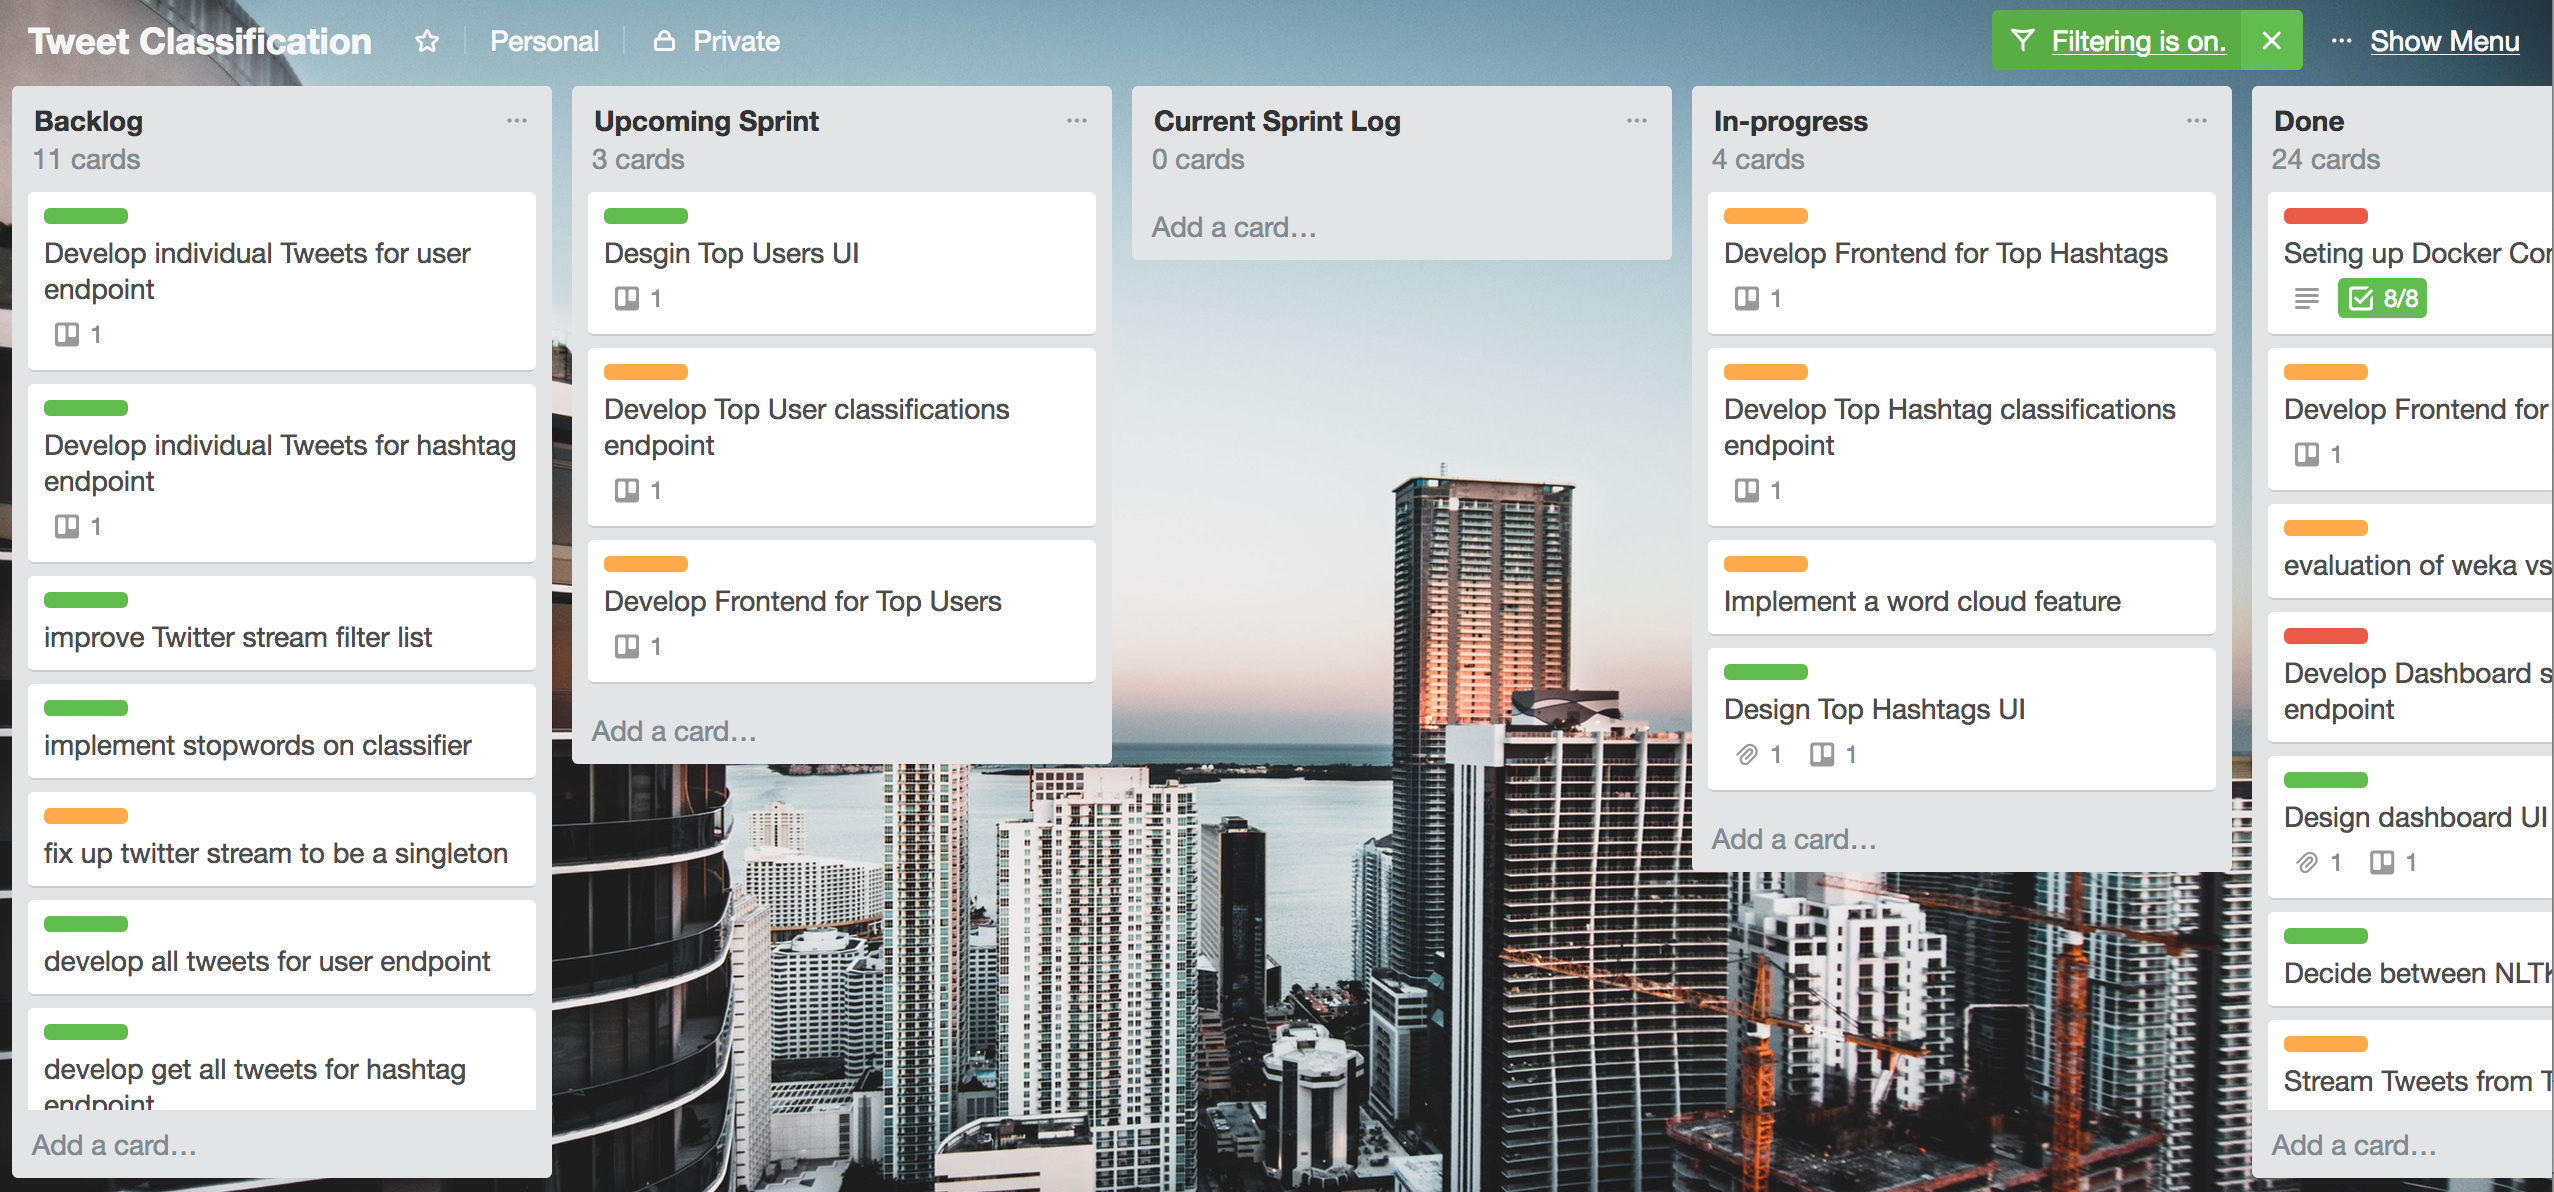 Tweet Classification
Personal
Private
Filtering is on.
Show Menu
Backlog
11 cards
Develop individual Tweets for user
endpoint
1
Develop individual Tweets for hashtag
endpoint
1
improve Twitter stream filter list
implement stopwords on classifier
fix up twitter stream to be a singleton
develop all tweets for user endpoint
develop get all tweets for hashtag
endpoint
Add a card…
Upcoming Sprint
3 cards
Desgin Top Users UI
1
Develop Top User classifications
endpoint
1
Develop Frontend for Top Users
1
Add a card…
Current Sprint Log
0 cards
Add a card…
In-progress
4 cards
Develop Frontend for Top Hashtags
1
Develop Top Hashtag classifications
endpoint
1
Implement a word cloud feature
Design Top Hashtags UI
1 1
Add a card…
Done
24 cards
Seting up Docker
8/8
Develop Frontend for
1
evaluation of weka vs
Develop Dashboard
endpoint
Design dashboard UI
1 1
Decide between
Stream Tweets from
Add a card…